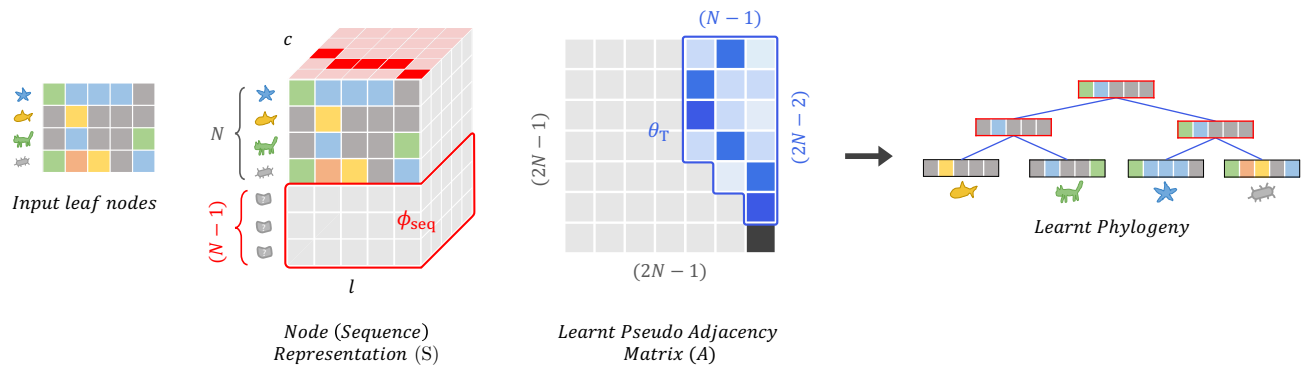 Input leaf nodes
c
N
(N − 1)
? 
?
?
ϕseq
l
Node (Sequence)
Representation (S)
(N − 1)
(2N − 1)
θT
(2N − 2)
(2N − 1)
Learnt Pseudo Adjacency
Matrix (A)
Learnt Phylogeny